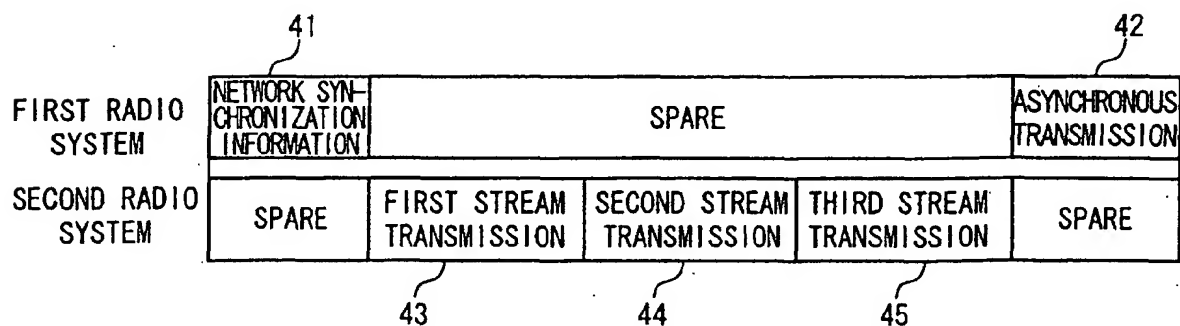 41
42
FIRST RADIO
SYSTEM
NETWORK SYN-
CHRONIZATION
INFORMATION
SPARE
ASYNCHRONOUS
TRANSMISSION
SECOND RADIO
SYSTEM
SPARE
FIRST STREAM
TRANSMISSION
SECOND STREAM
TRANSMISSION
THIRD STREAM
TRANSMISSION
SPARE
43
44
45